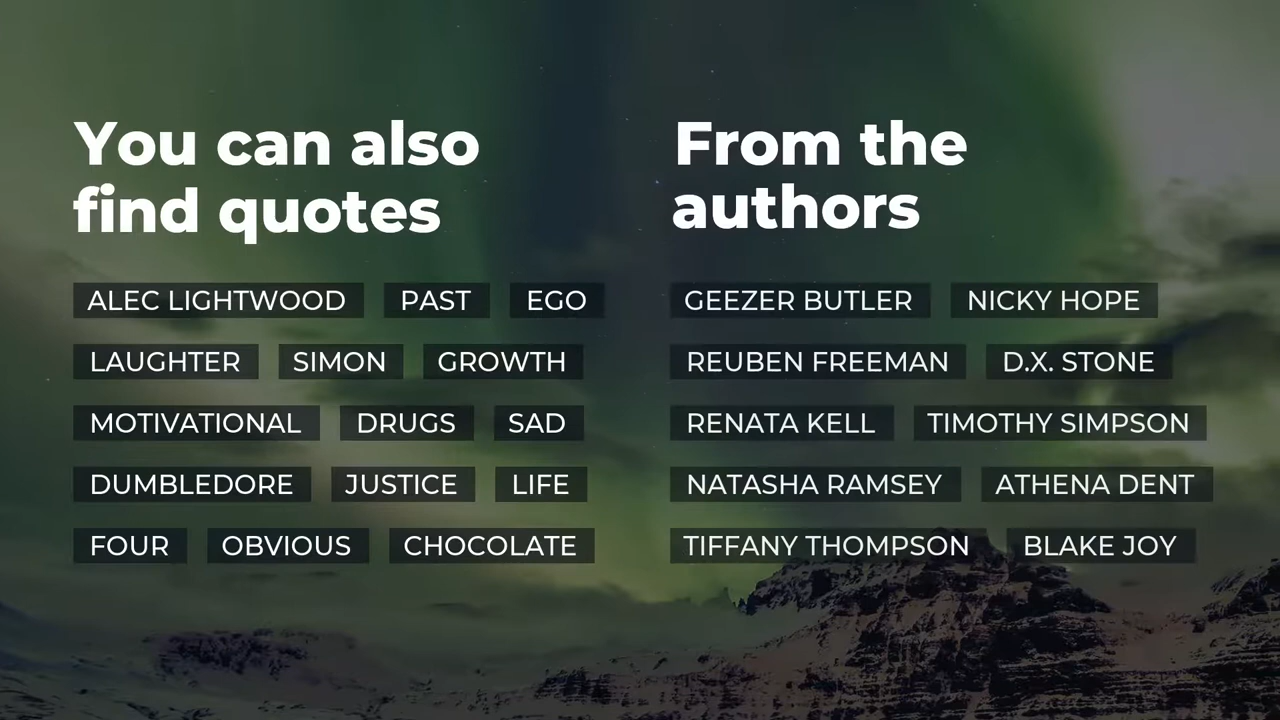 You can also
find quotes
ALEC LIGHTWOOD PAST EGO
LAUGHTER SIMON GROWTH
MOTIVATIONAL DRUGS SAD
DUMBLEDORE JUSTICE LIFE
FOUR OBVIOUS CHOCOLATE
From the
authors
GEEZER BUTLER NICKY HOPE
REUBEN FREEMAN D.X. STONE
RENATA KELL TIMOTHY SIMPSON
NATASHA RAMSEY ATHENA DENT
TIFFANY THOMPSON BLAKE JOY